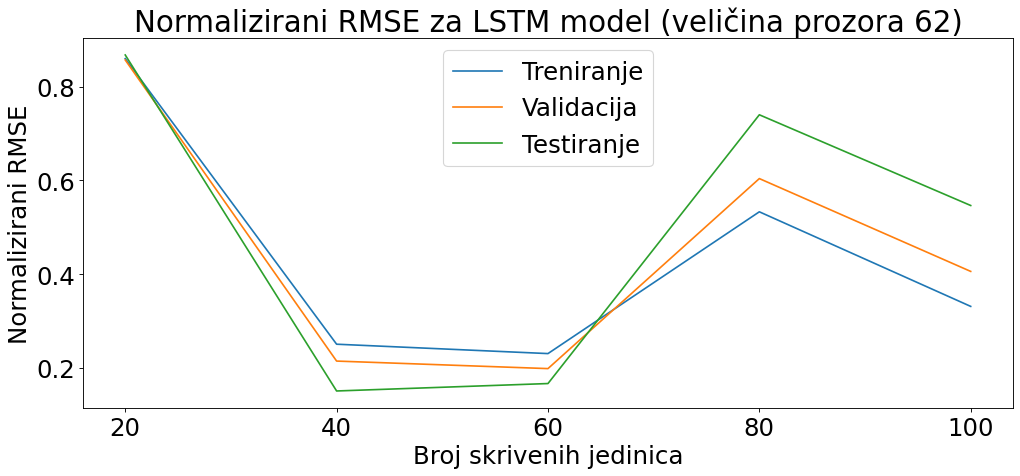 Normalizirani RMSE za LSTM model (veličina prozora 62)
Treniranje
Validacija
Testiranje
Normalizirani RMSE
0.8
0.6
0.4
0.2
20 40 60 80 100
Broj skrivenih jedinica